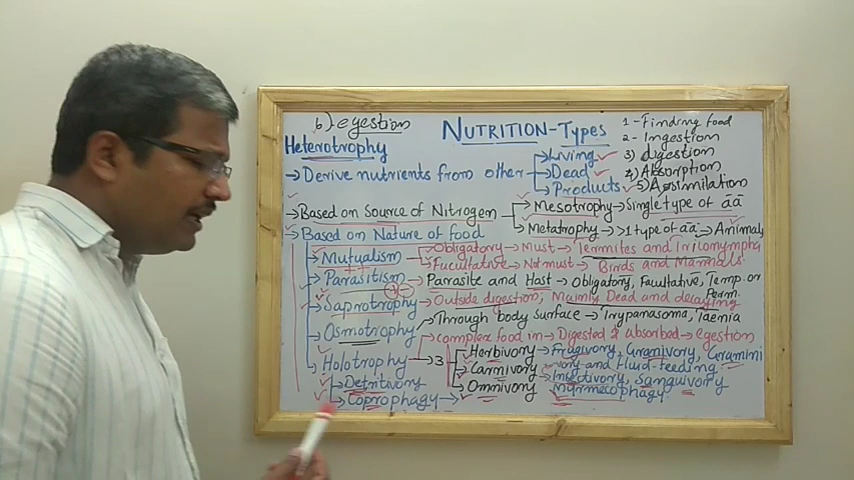 6) egestion
NUTRITION-TYPES
1 - Finding food
2 - Ingestion
3) digestion
4) Absorption
5) Assimilation
Heterotrophy
→ Derive nutrients from other
Living
Dead
Products
→ Based on Source of Nitrogen
Mesotrophy → Single type of āā
Metatrophy → >1 type of āā → Animals
→ Based on Nature of food
→ Mutualism
Obligatory → Must → Termites and Triconympha
Facultative → Not must → Birds and Mammals
→ Parasitism → Parasite and Host → Obligatory, Facultative, Temp. or Perm.
→ Saprotrophy → Outside digestion, Mainly Dead and decaying
→ Osmotrophy → Through body surface → Trypanasoma, Taenia
→ Holotrophy → 3
complex food in → Digested & absorbed → egestion
→ Herbivory → Frugivory, Granivory, Gramini
vory and Fluid-feeding
→ Carnivory → Insectivory, Sanguivory
Myrmecophagy
→ Omnivory
→ Detritivory
→ Coprophagy →